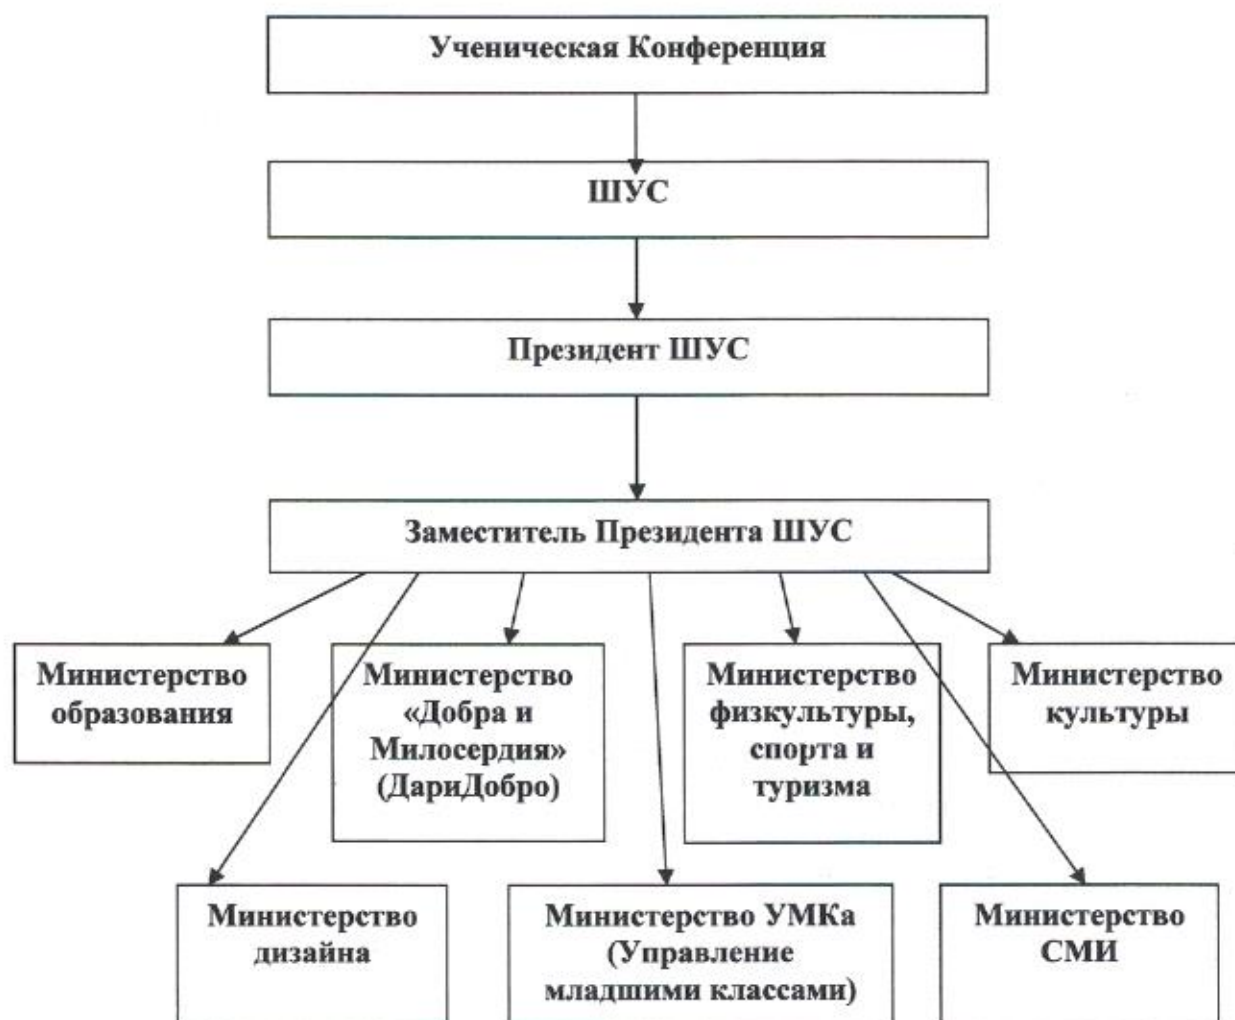 Ученическая Конференция
ШУС
Президент ШУС
Заместитель Президента ШУС
Министерство
образования
Министерство
«Добра и
Милосердия»
(ДариДобро)
Министерство
физкультуры,
спорта и
туризма
Министерство
культуры
Министерство
дизайна
Министерство УМКа
(Управление
младшими классами)
Министерство
СМИ